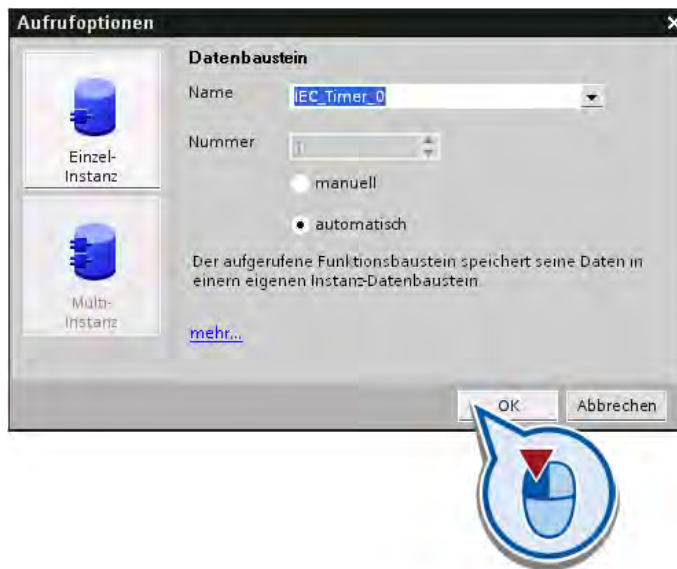 Aufrufoptionen
Datenbaustein
Name
IEC_Timer_0
Nummer
1
manuell
automatisch
Einzel-
Instanz
Multi-
Instanz
Der aufgerufene Funktionsbaustein speichert seine Daten in
einem eigenen Instanz-Datenbaustein.
mehr...
OK
Abbrechen